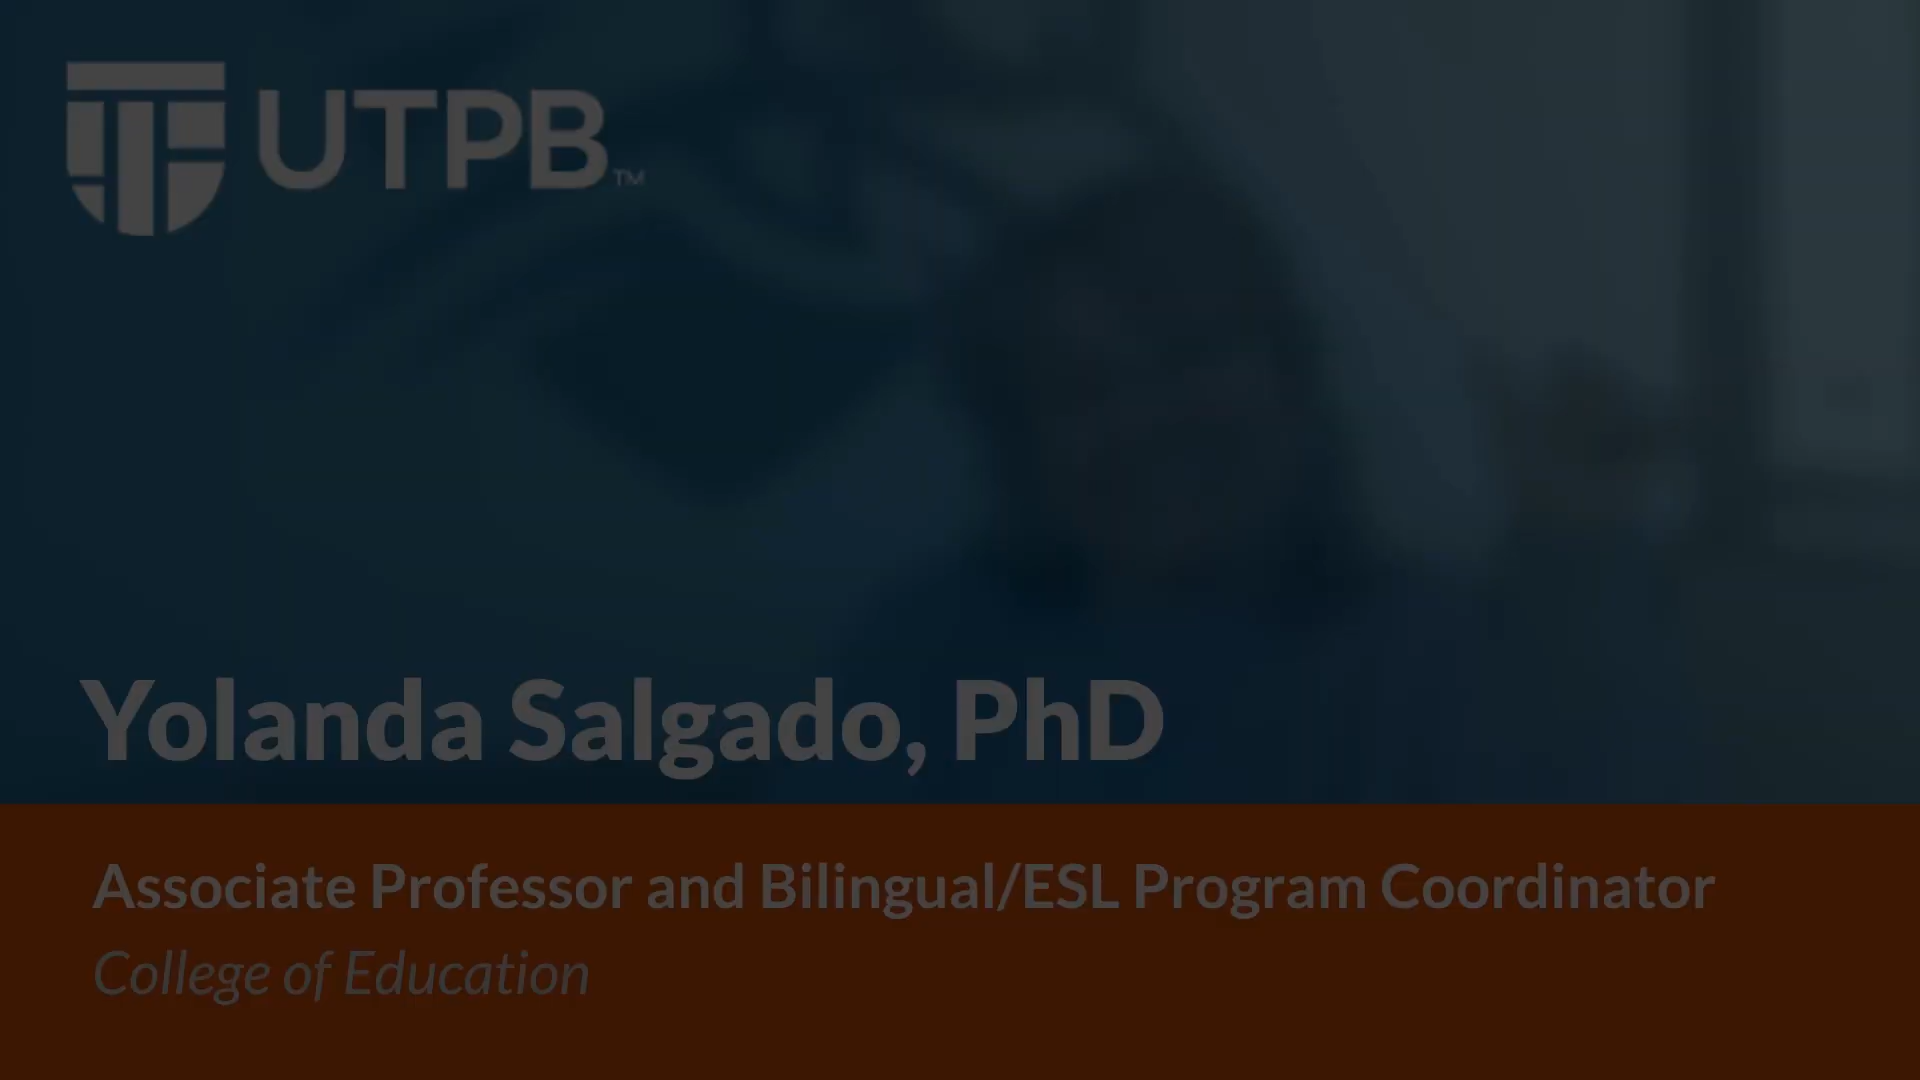 UTPB™
Yolanda Salgado, PhD
Associate Professor and Bilingual/ESL Program Coordinator
College of Education